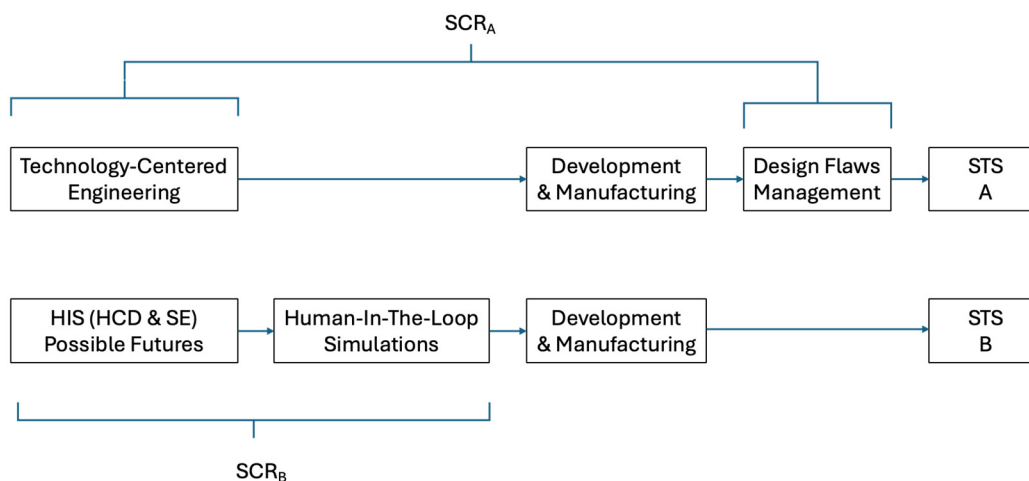 SCRA
Technology-Centered
Engineering
Development
& Manufacturing
Design Flaws
Management
STS
A
HIS (HCD & SE)
Possible Futures
Human-In-The-Loop
Simulations
Development
& Manufacturing
STS
B
SCRB